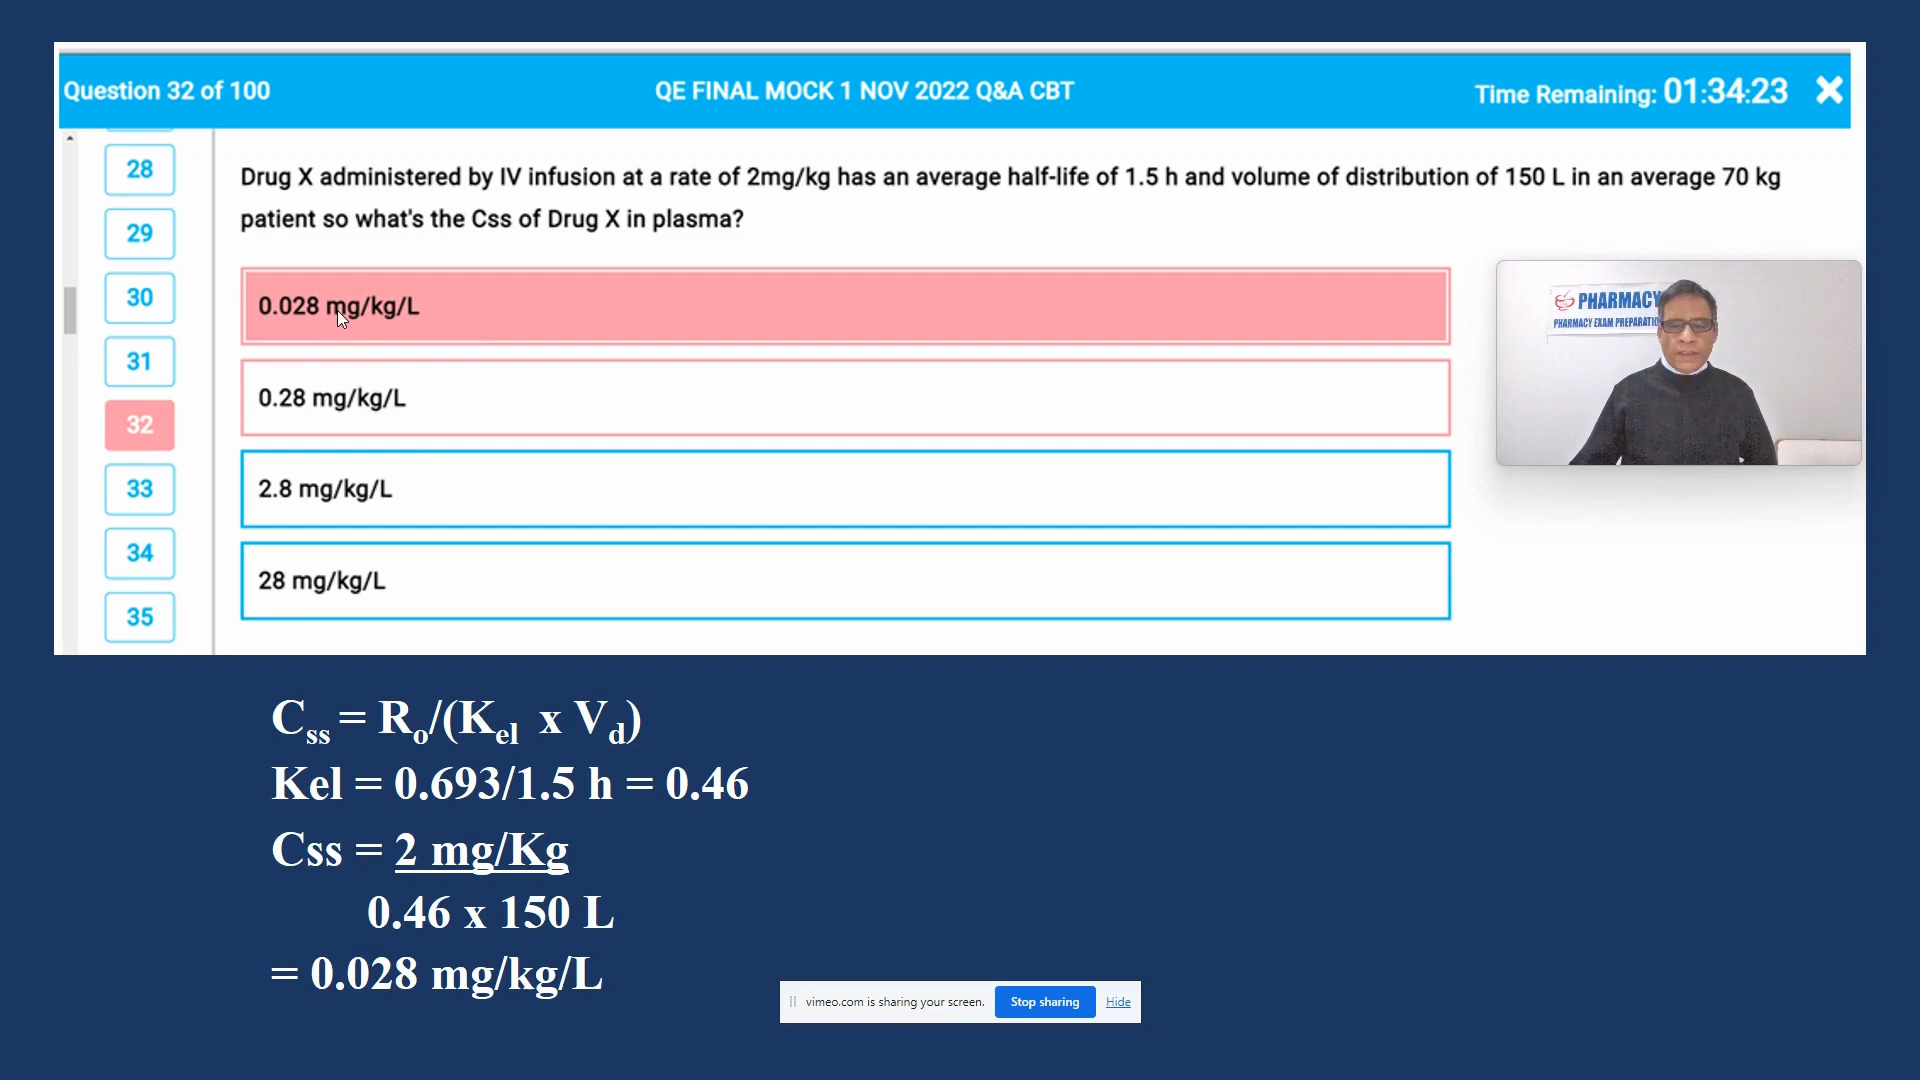 Question 32 of 100
QE FINAL MOCK 1 NOV 2022 Q&A CBT
Time Remaining: 01:34:23
28
29
30
31
32
33
34
35
Drug X administered by IV infusion at a rate of 2mg/kg has an average half-life of 1.5 h and volume of distribution of 150 L in an average 70 kg
patient so what's the Css of Drug X in plasma?
0.028 mg/kg/L
0.28 mg/kg/L
2.8 mg/kg/L
28 mg/kg/L
PHARMACY
PHARMACY EXAM PREPARATIO
Css = Ro/(Kel x Vd)
Kel = 0.693/1.5 h = 0.46
Css = 2 mg/Kg
0.46 x 150 L
= 0.028 mg/kg/L
vimeo.com is sharing your screen.
Stop sharing
Hide